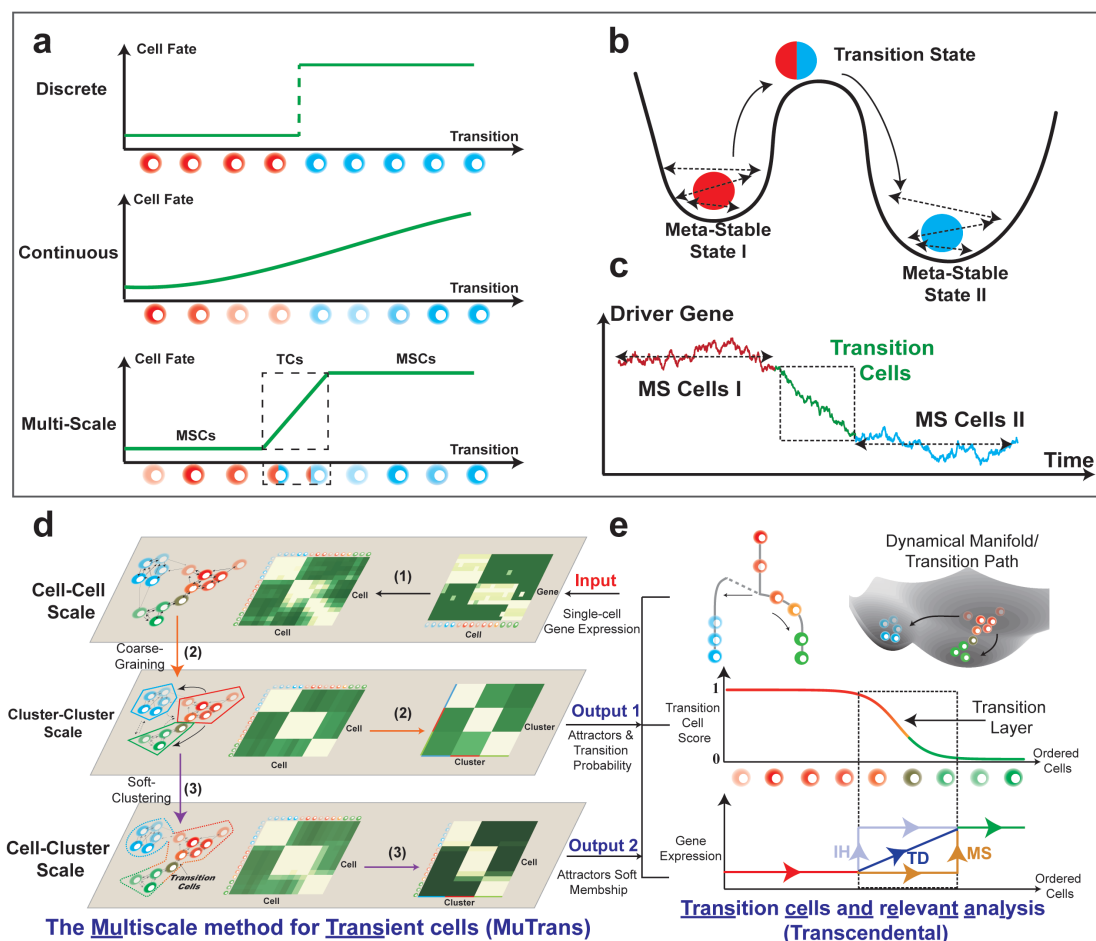 a
Cell Fate
Discrete
Transition
Cell Fate
Continuous
Transition
Cell Fate
TCs
MSCs
Multi-Scale
MSCs
Transition
b
Transition State
Meta-Stable
State I
Meta-Stable
State II
c
Driver Gene
Transition
Cells
MS Cells I
MS Cells II
Time
d
Cell-Cell
Scale
(1)
Cell
Cell
Gene
Cell
Input
Single-cell
Gene Expression
Coarse-
Graining
(2)
Cluster-Cluster
Scale
(2)
Cell
Cell
Cluster
Cluster
Output 1
Attractors &
Transition
Probability
Soft-
Clustering
(3)
Cell-Cluster
Scale
Transition
Cells
(3)
Cell
Cell
Cell
Cluster
Output 2
Attractors Soft
Membship
The Multiscale method for Transient cells (MuTrans)
e
Dynamical Manifold/
Transition Path
1
Transition
Cell
Score
0
Transition
Layer
Ordered
Cells
Gene
Expression
IH
TD
MS
Ordered
Cells
Transition cells and relevant analysis
(Transcendental)